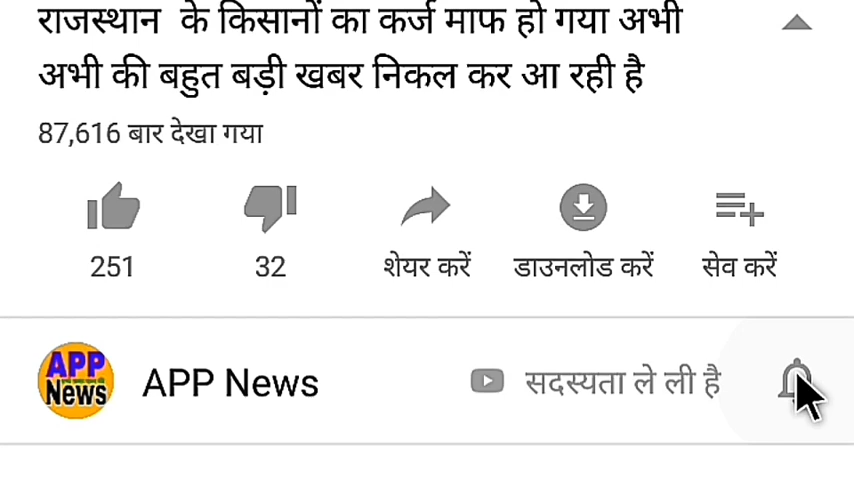 राजस्थान के किसानों का कर्ज माफ हो गया अभी
अभी की बहुत बड़ी खबर निकल कर आ रही है
87,616 बार देखा गया
251
32
शेयर करें
डाउनलोड करें
सेव करें
APP
News
APP News
सदस्यता ले ली है